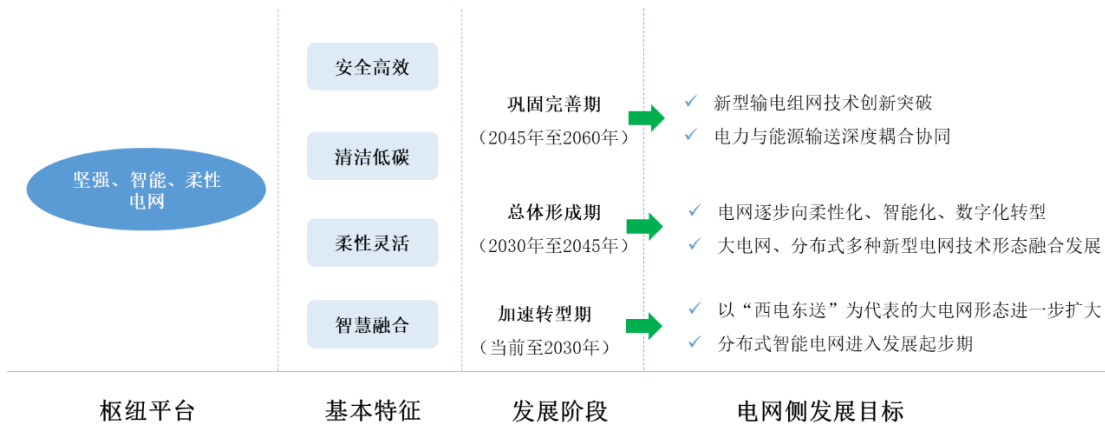 坚强、智能、柔性
电网
安全高效
清洁低碳
柔性灵活
智慧融合
巩固完善期
（2045年至2060年）
总体形成期
（2030年至2045年）
加速转型期
（当前至2030年）
新型输电组网技术创新突破
电力与能源输送深度耦合协同
电网逐步向柔性化、智能化、数字化转型
大电网、分布式多种新型电网技术形态融合发展
以“西电东送”为代表的大电网形态进一步扩大
分布式智能电网进入发展起步期
枢纽平台
基本特征
发展阶段
电网侧发展目标